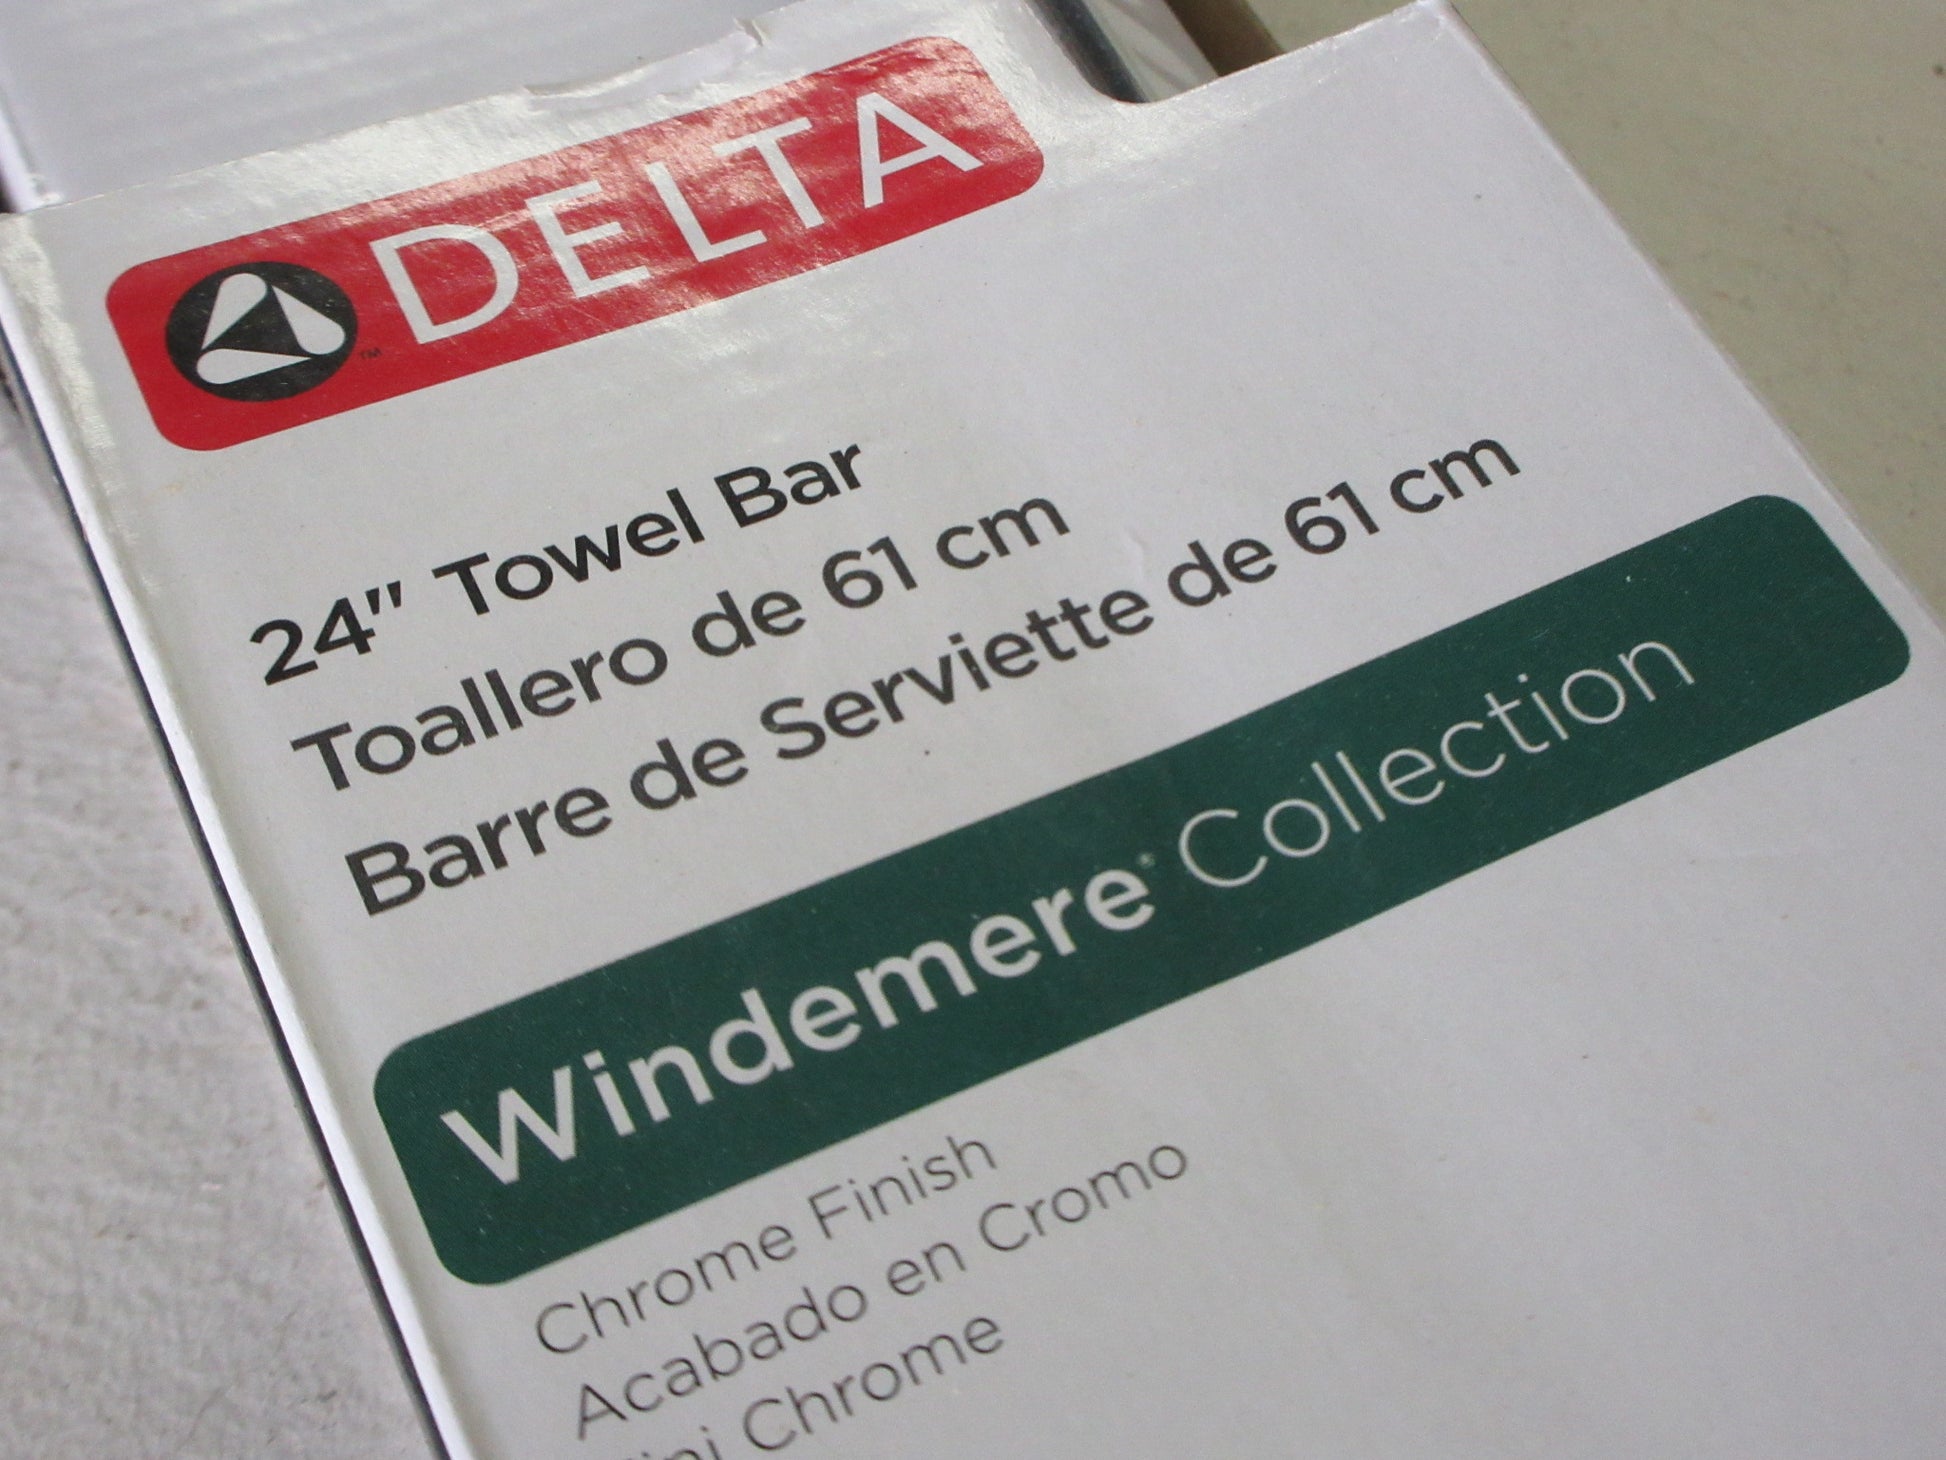 DELTA
™
24" Towel Bar
Toallero de 61 cm
Barre de Serviette de 61 cm
Windemere® Collection
Chrome Finish
Acabado en Cromo
Chrome